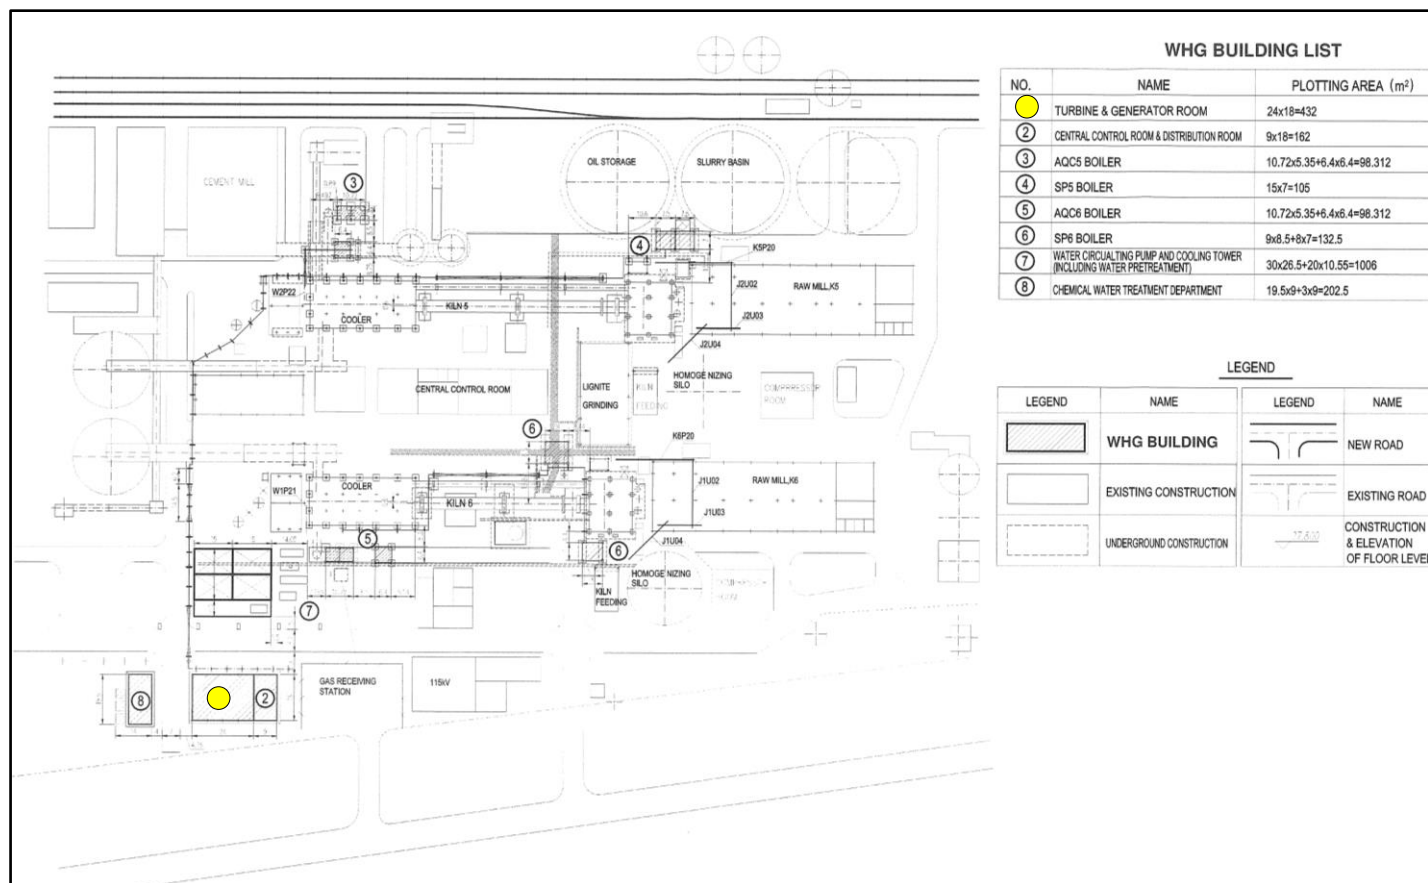 WHG BUILDING LIST
NO. NAME PLOTTING AREA (m²)
TURBINE & GENERATOR ROOM 24x18=432
② CENTRAL CONTROL ROOM & DISTRIBUTION ROOM 9x18=162
③ AQC5 BOILER 10.72x5.35+6.4x6.4=98.312
④ SP5 BOILER 15x7=105
⑤ AQC6 BOILER 10.72x5.35+6.4x6.4=98.312
⑥ SP6 BOILER 9x8.5+8x7=132.5
⑦ WATER CIRCUALTING PUMP AND COOLING TOWER
(INCLUDING WATER PRETREATMENT) 30x26.5+20x10.55=1006
⑧ CHEMICAL WATER TREATMENT DEPARTMENT 19.5x9+3x9=202.5
LEGEND
LEGEND NAME LEGEND NAME
WHG BUILDING NEW ROAD
EXISTING CONSTRUCTION EXISTING ROAD
UNDERGROUND CONSTRUCTION
CONSTRUCTION
& ELEVATION
OF FLOOR LEVEL
OIL STORAGE
SLURRY BASIN
CEMENT MILL
③
④
K5P20
W2P22
KILN 5
COOLER
J2U02
J2U03
J2U04
RAW MILL,K5
HOMOGE NIZING
SILO
CENTRAL CONTROL ROOM
LIGNITE
GRINDING
KILN
FEEDING
COMPRRESSOR
ROOM
⑥
K6P20
W1P21
COOLER
KILN 6
J1U02
J1U03
J1U04
RAW MILL,K6
⑤
⑥
HOMOGE NIZING
SILO
KILN
FEEDING
⑦
⑧
②
GAS RECEIVING
STATION
115kV